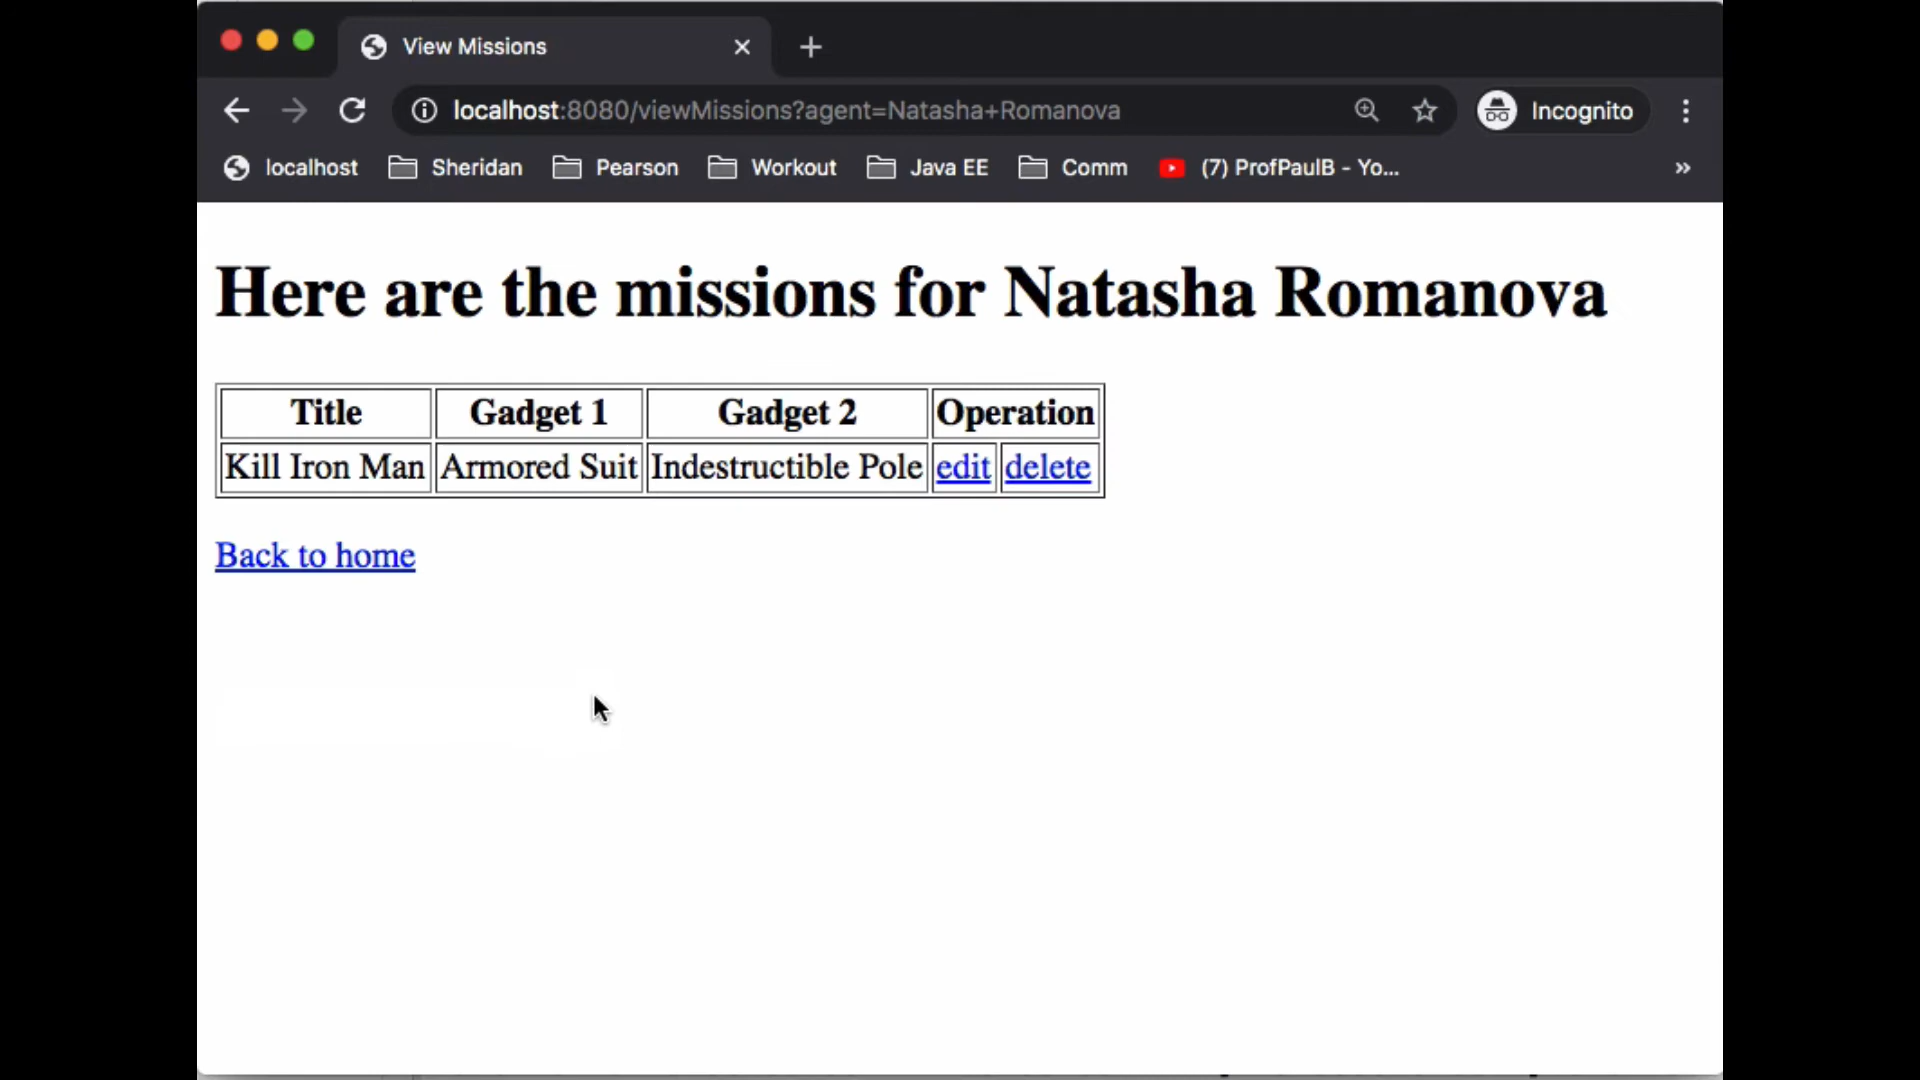 View Missions
localhost:8080/viewMissions?agent=Natasha+Romanova
Incognito
localhost Sheridan Pearson Workout Java EE Comm (7) ProfPaulB - Yo... »
Here are the missions for Natasha Romanova
Title Gadget 1 Gadget 2 Operation
Kill Iron Man Armored Suit Indestructible Pole edit delete
Back to home